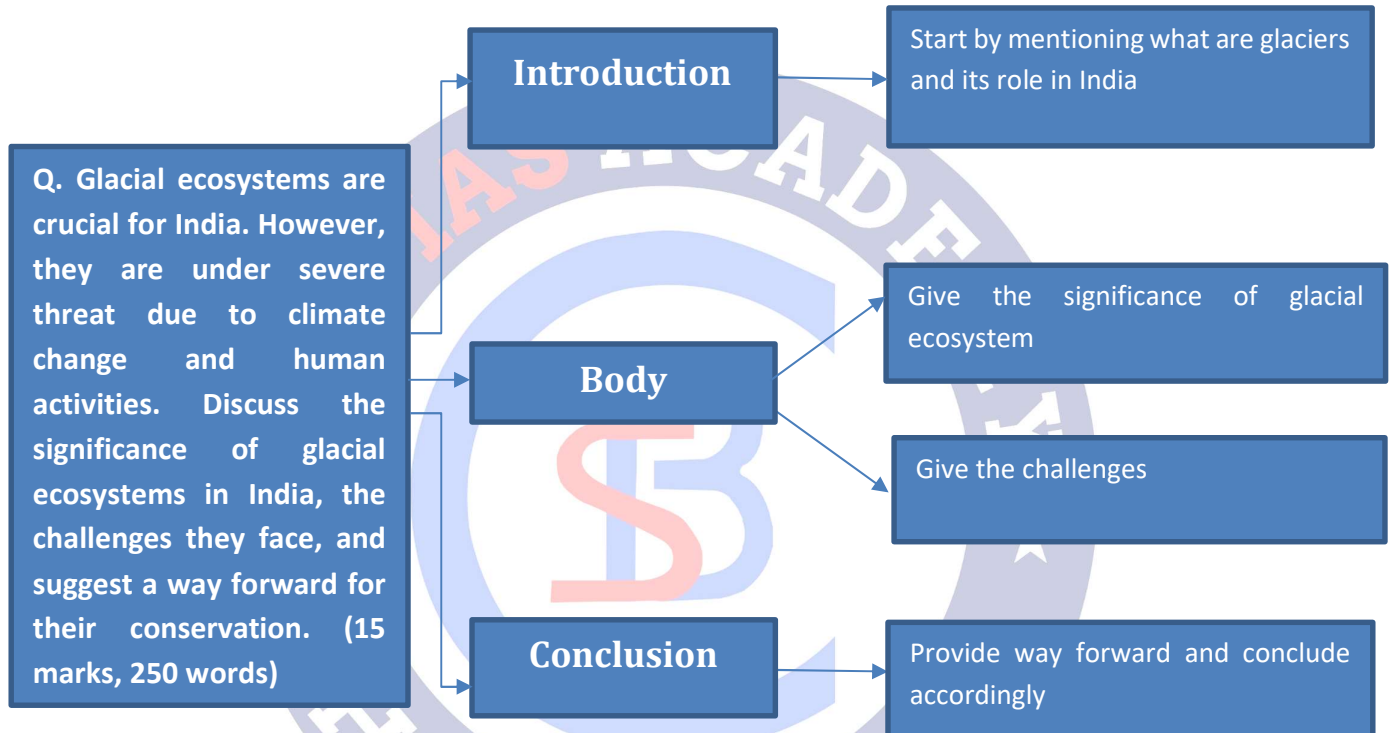 Q. Glacial ecosystems are
crucial for India. However,
they are under severe
threat due to climate
change and human
activities. Discuss the
significance of glacial
ecosystems in India, the
challenges they face, and
suggest a way forward for
their conservation. (15
marks, 250 words)
Introduction
Start by mentioning what are glaciers
and its role in India
Body
Give the significance of glacial
ecosystem
Give the challenges
Conclusion
Provide way forward and conclude
accordingly
IAS ACADEMY